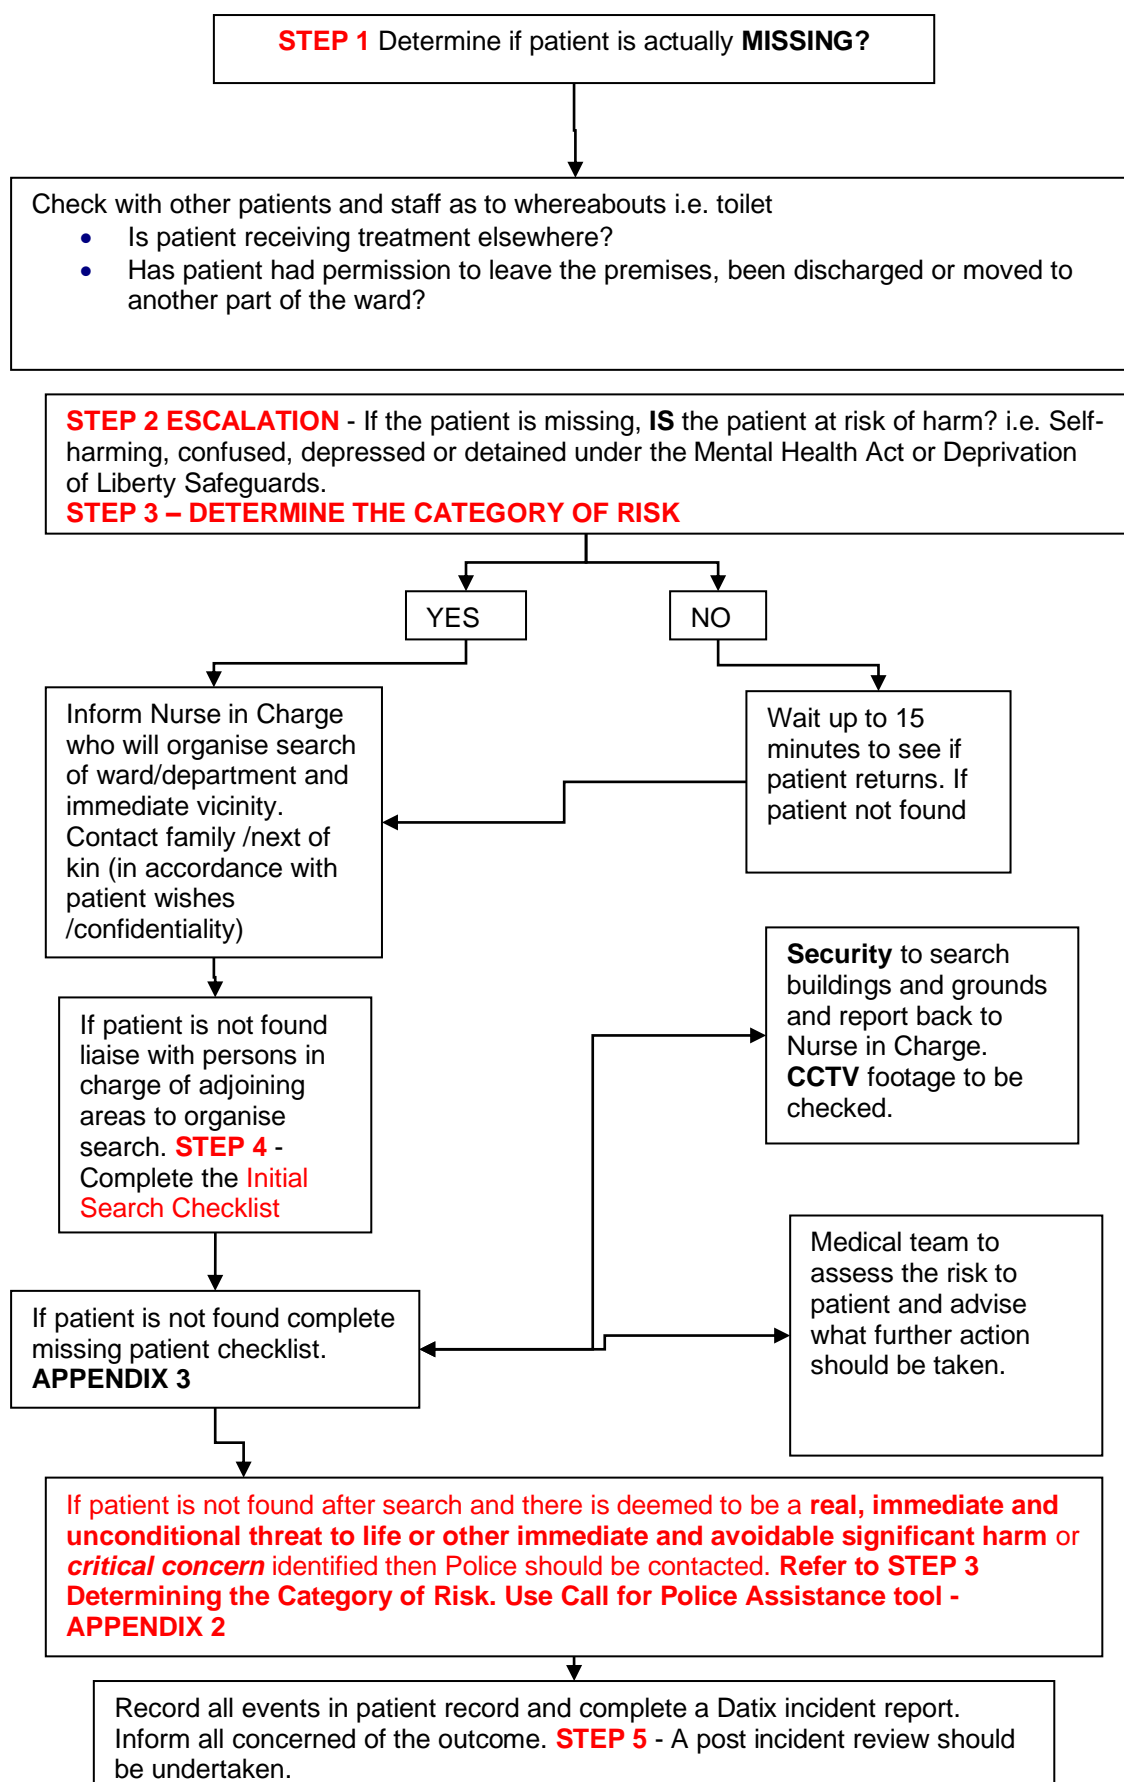 STEP 1 Determine if patient is actually MISSING?
Check with other patients and staff as to whereabouts i.e. toilet
• Is patient receiving treatment elsewhere?
• Has patient had permission to leave the premises, been discharged or moved to
another part of the ward?
STEP 2 ESCALATION - If the patient is missing, IS the patient at risk of harm? i.e. Self-
harming, confused, depressed or detained under the Mental Health Act or Deprivation
of Liberty Safeguards.
STEP 3 – DETERMINE THE CATEGORY OF RISK
YES
NO
Inform Nurse in Charge
who will organise search
of ward/department and
immediate vicinity.
Contact family /next of
kin (in accordance with
patient wishes
/confidentiality)
Wait up to 15
minutes to see if
patient returns. If
patient not found
Security to search
buildings and grounds
and report back to
Nurse in Charge.
CCTV footage to be
checked.
If patient is not found
liaise with persons in
charge of adjoining
areas to organise
search. STEP 4 -
Complete the Initial
Search Checklist
Medical team to
assess the risk to
patient and advise
what further action
should be taken.
If patient is not found complete
missing patient checklist.
APPENDIX 3
If patient is not found after search and there is deemed to be a real, immediate and
unconditional threat to life or other immediate and avoidable significant harm or
critical concern identified then Police should be contacted. Refer to STEP 3
Determining the Category of Risk. Use Call for Police Assistance tool -
APPENDIX 2
Record all events in patient record and complete a Datix incident report.
Inform all concerned of the outcome. STEP 5 - A post incident review should
be undertaken.